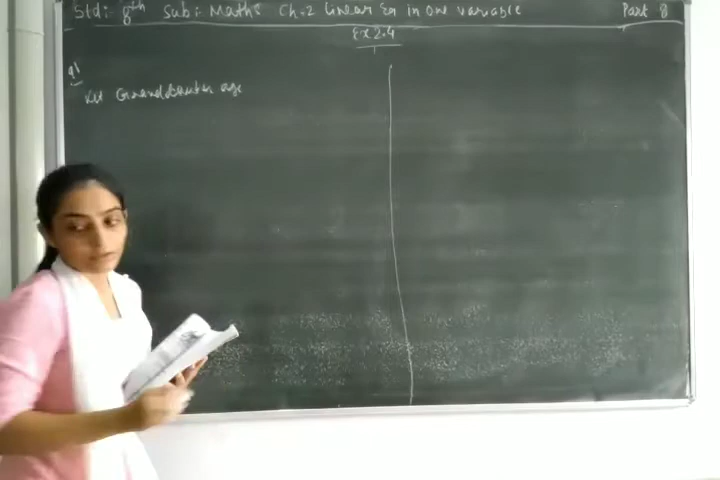 Std: 8th Sub: Maths Ch:2 Linear Eq in one variable Part 8
Ex 2.4
Q1
Let Grandfather age